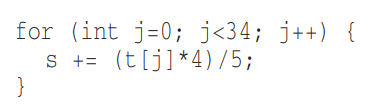 for (int j=0; j<34; j++) {
s += (t[j]*4)/5;
}